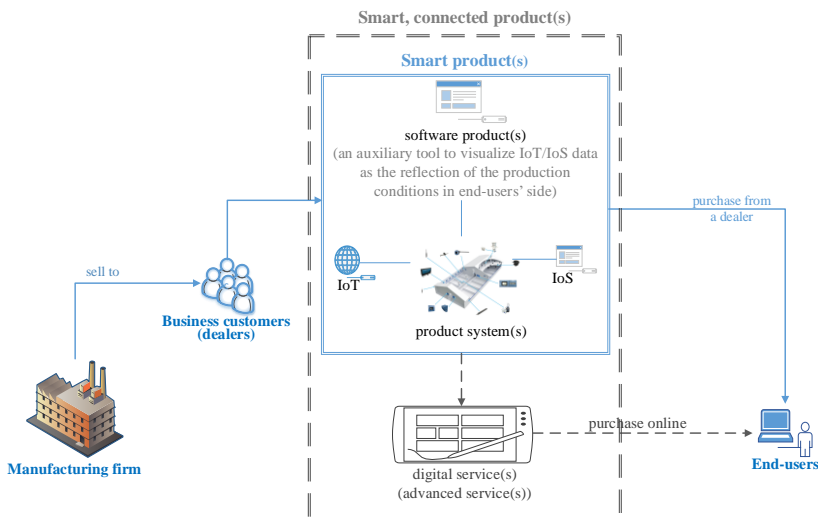 Smart, connected product(s)
Smart product(s)
software product(s)
(an auxiliary tool to visualize IoT/IoS data
as the reflection of the production
conditions in end-users' side)
purchase from
a dealer
sell to
IoT
IoS
Business customers
(dealers)
product system(s)
purchase online
Manufacturing firm
End-users
digital service(s)
(advanced service(s))